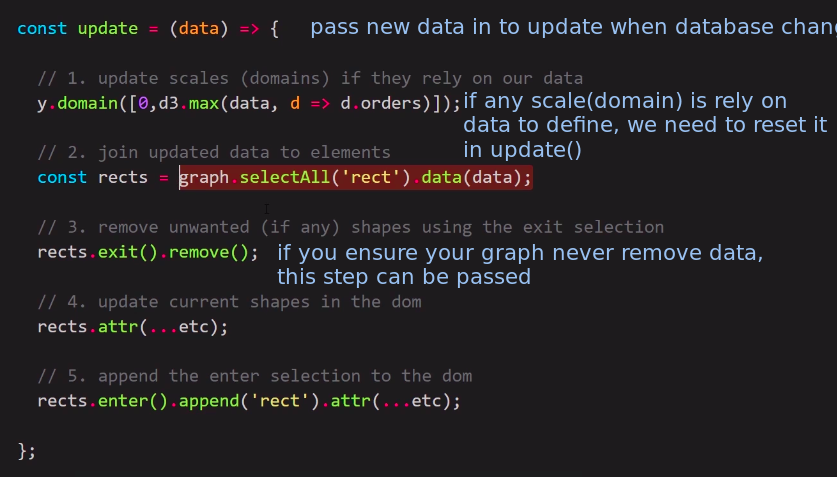 const update = (data) => { pass new data in to update when database
// 1. update scales (domains) if they rely on our data
y.domain([0,d3.max(data, d => d.orders)]); if any scale(domain) is rely on
data to define, we need to reset it
in update()
// 2. join updated data to elements
const rects = graph.selectAll('rect').data(data);
// 3. remove unwanted (if any) shapes using the exit selection
rects.exit().remove(); if you ensure your graph never remove data,
this step can be passed
// 4. update current shapes in the dom
rects.attr(...etc);
// 5. append the enter selection to the dom
rects.enter().append('rect').attr(...etc);
};